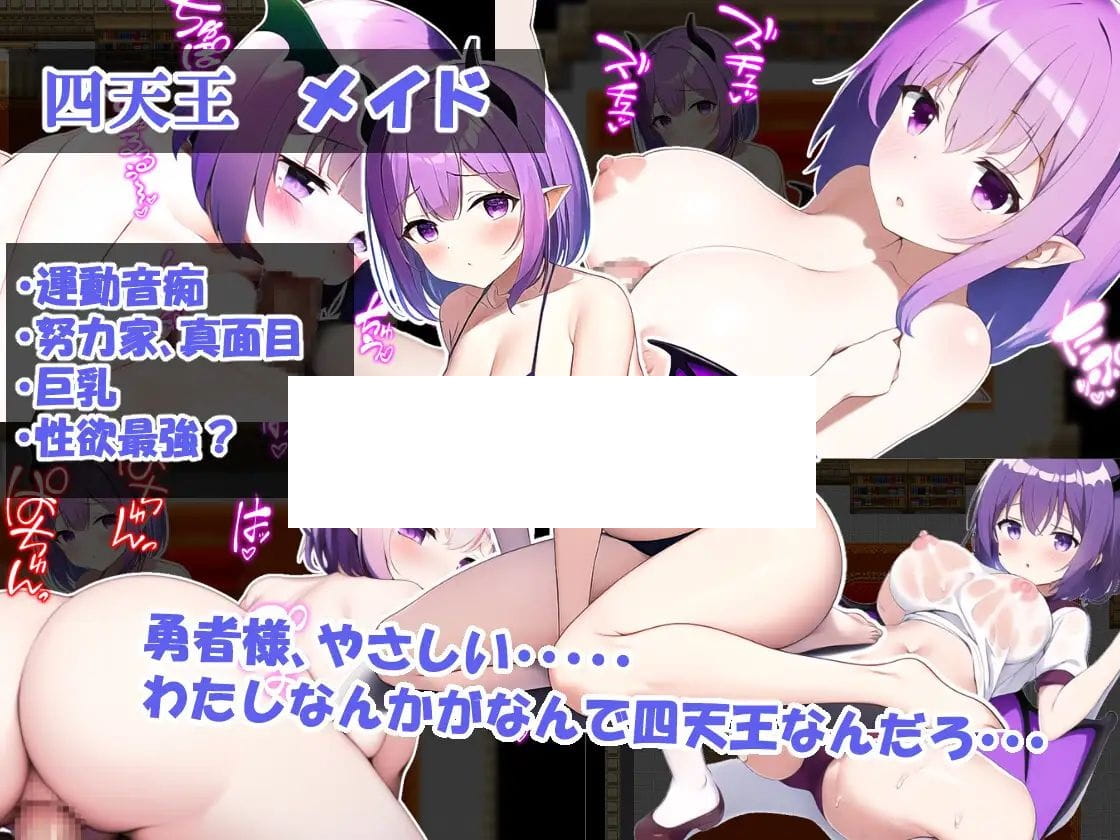 四天王　メイド
・運動音痴
・努力家、真面目
・巨乳
・性欲最強？
勇者様、やさしい・・・・・
わたしなんかがなんで四天王なんだろ・・・